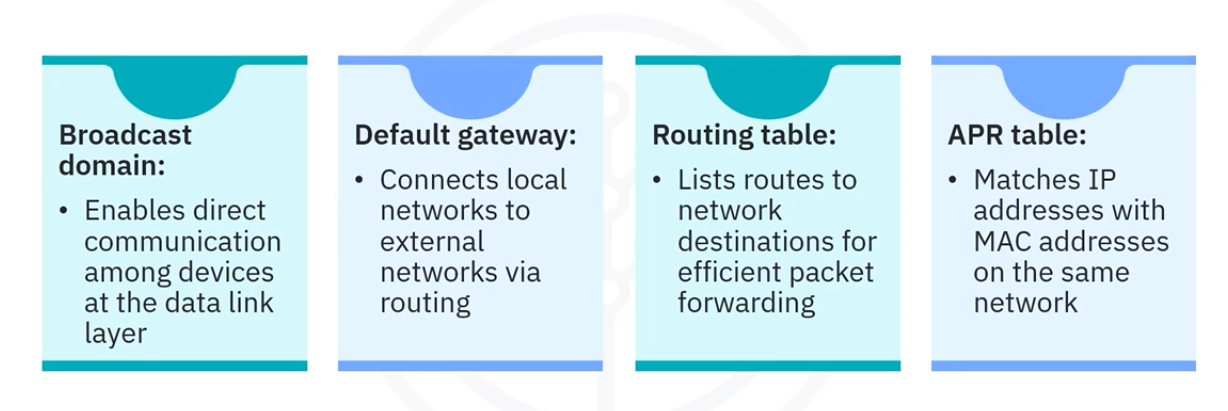 Broadcast
domain:
• Enables direct
communication
among devices
at the data link
layer
Default gateway:
• Connects local
networks to
external
networks via
routing
Routing table:
• Lists routes to
network
destinations for
efficient packet
forwarding
APR table:
• Matches IP
addresses with
MAC addresses
on the same
network